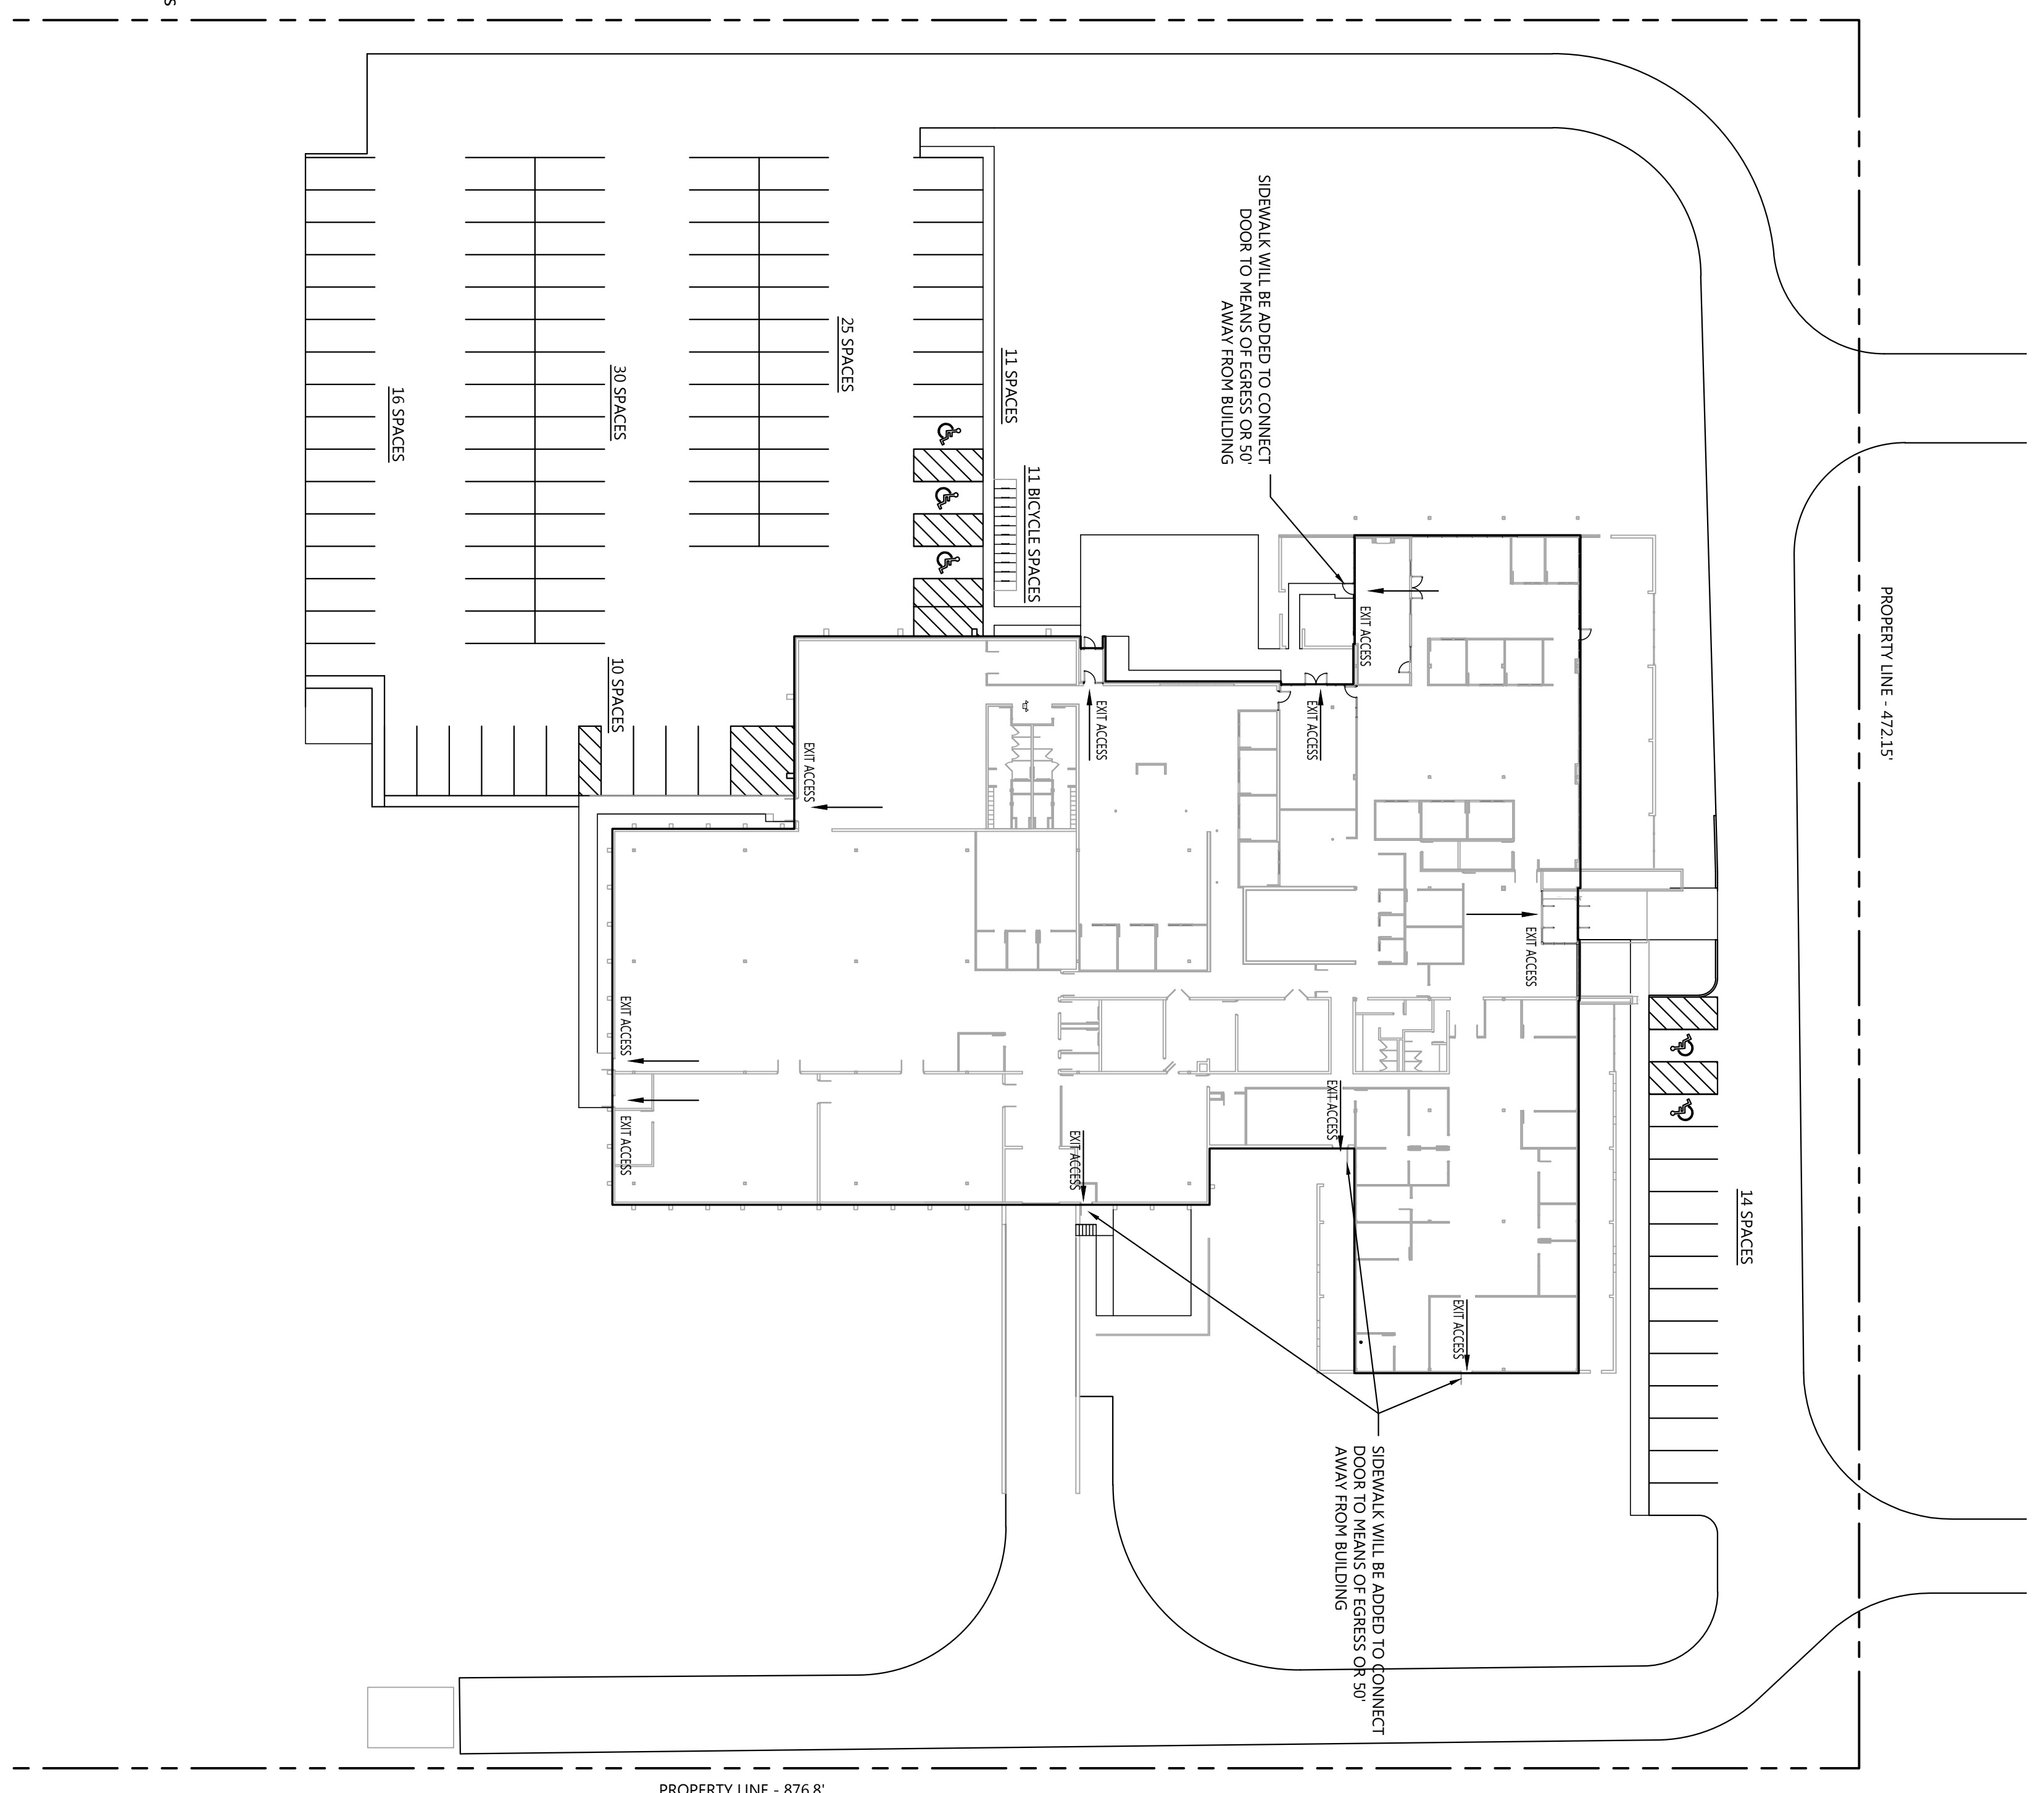 S
SIDEWALK WILL BE ADDED TO CONNECT
DOOR TO MEANS OF EGRESS OR 50'
AWAY FROM BUILDING
25 SPACES
11 SPACES
30 SPACES
16 SPACES
11 BICYCLE SPACES
10 SPACES
PROPERTY LINE - 472.15'
EXIT ACCESS
EXIT ACCESS
EXIT ACCESS
EXIT ACCESS
EXIT ACCESS
EXIT ACCESS
EXIT ACCESS
EXIT ACCESS
EXIT ACCESS
EXIT ACCESS
14 SPACES
SIDEWALK WILL BE ADDED TO CONNECT
DOOR TO MEANS OF EGRESS OR 50'
AWAY FROM BUILDING
PROPERTY LINE - 876.8'